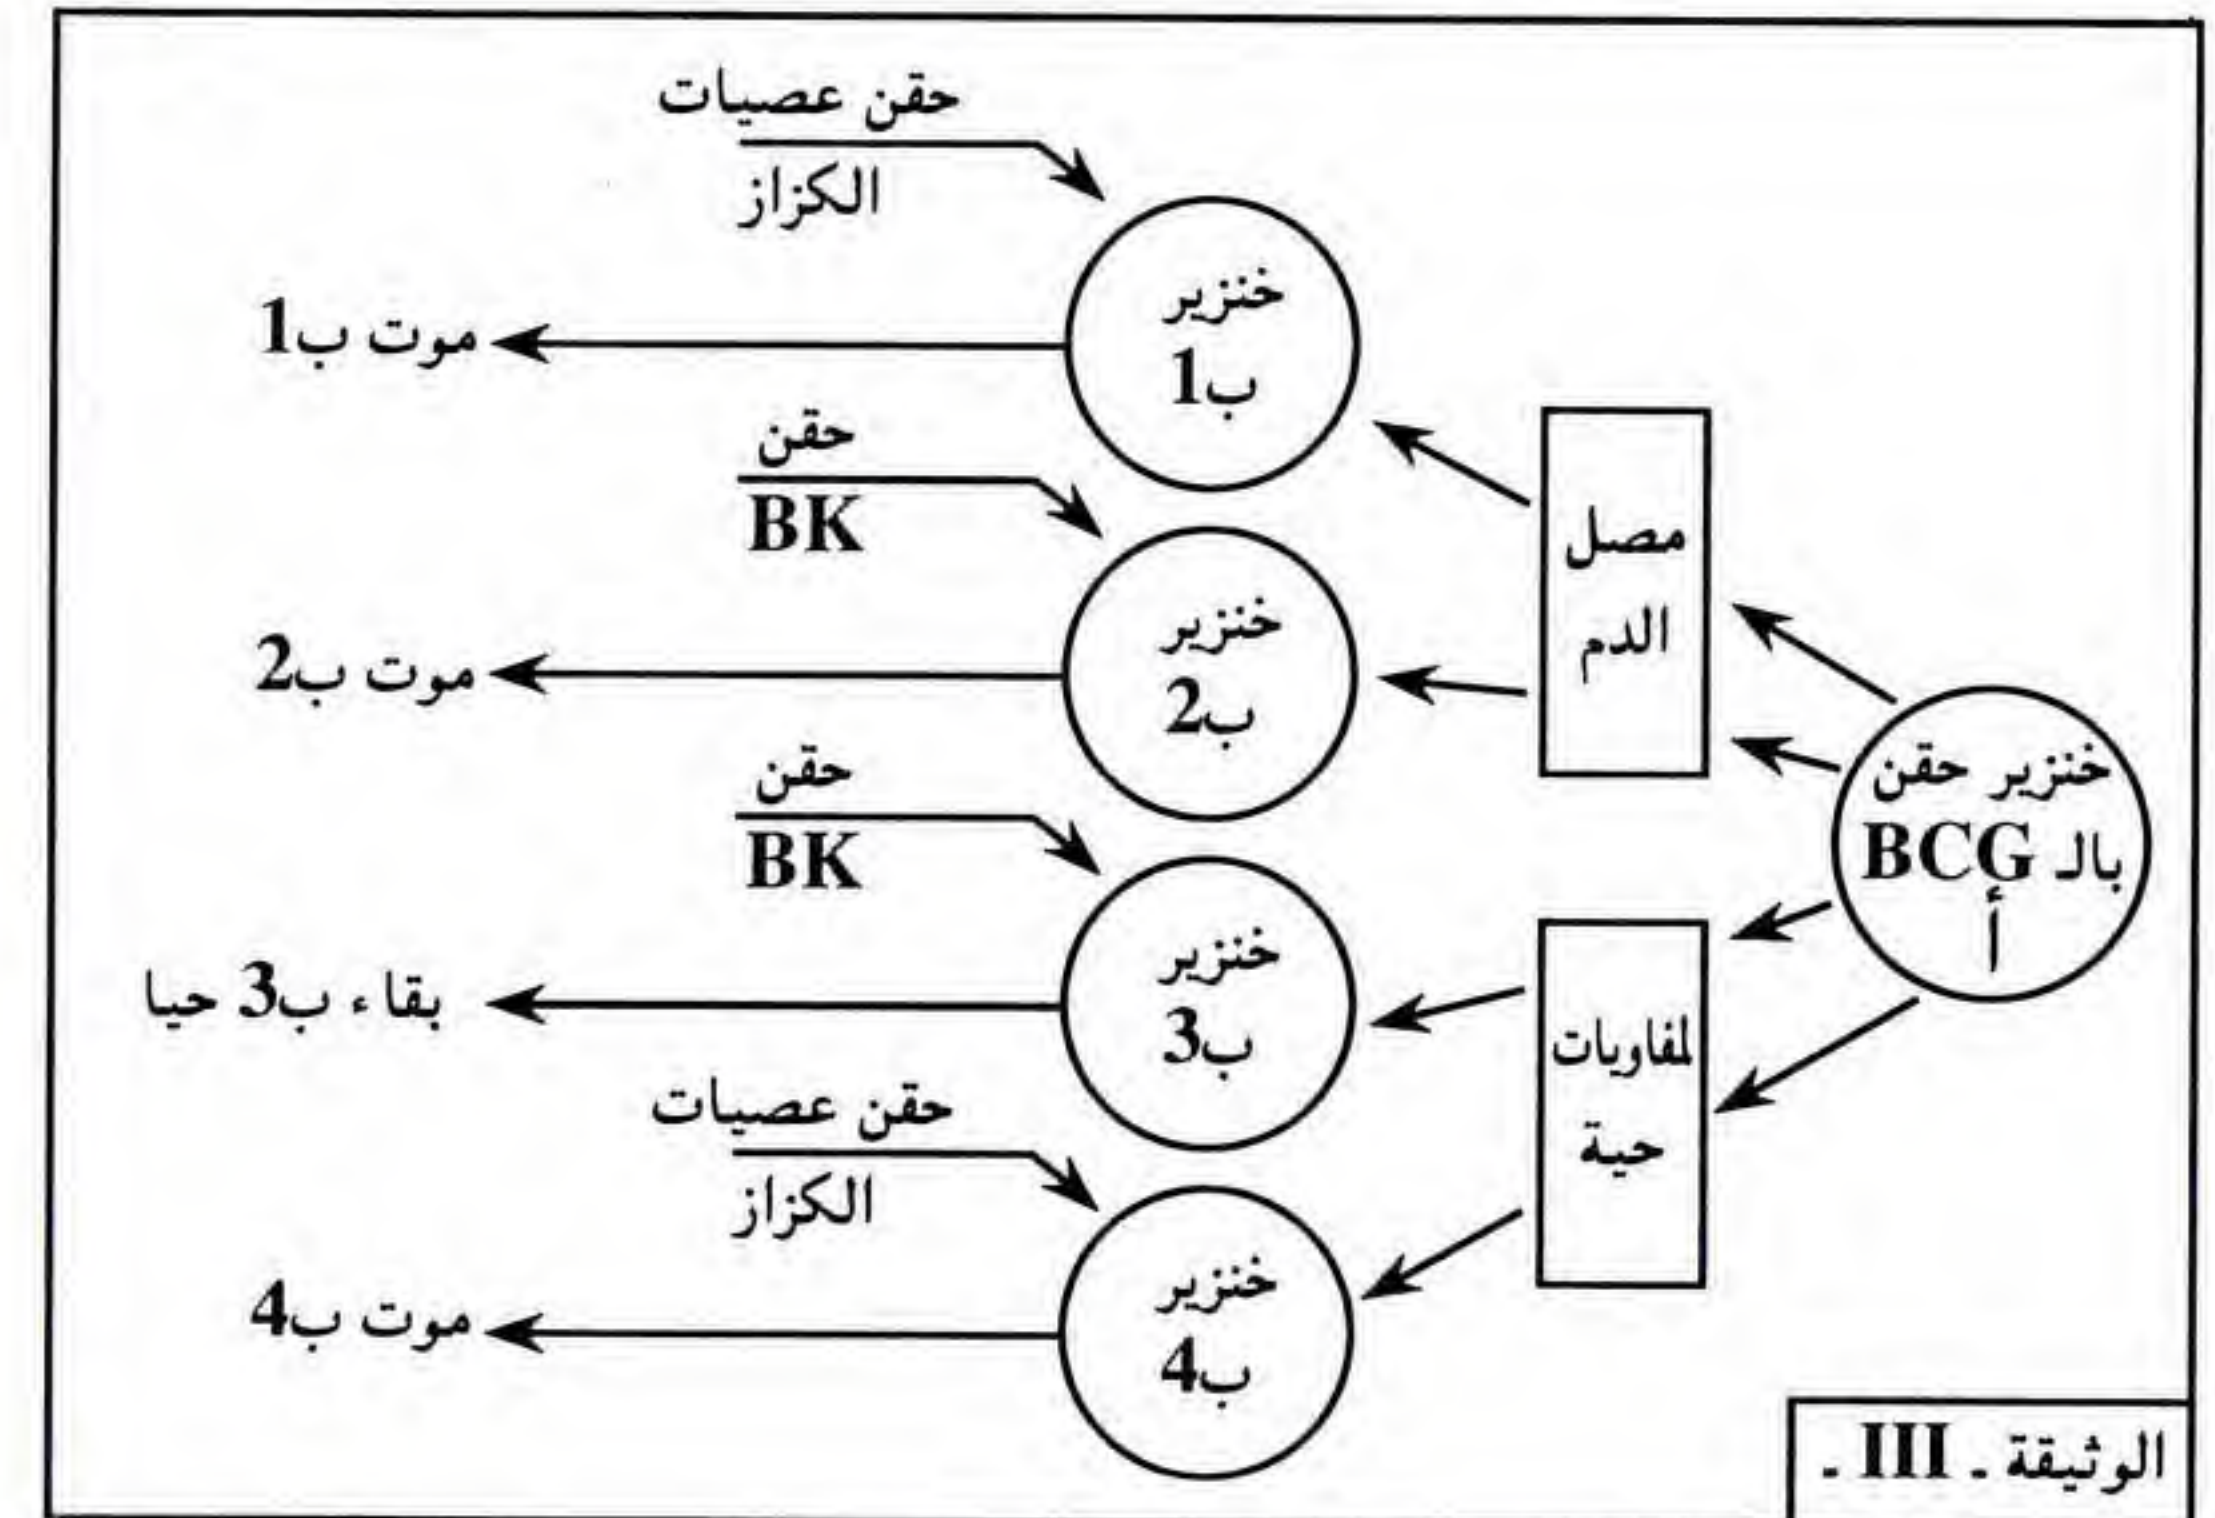 حقن عصيات
الكزاز
خنزير
ب1
موت ب1
حقن
BK
مصل
الدم
خنزير
ب2
موت ب2
حقن
BK
خنزير حقن
بالـ BCG
أ
خنزير
ب3
بقاء ب3 حيا
لمفاويات
حية
حقن عصيات
الكزاز
خنزير
ب4
موت ب4
الوثيقة ـ III ـ